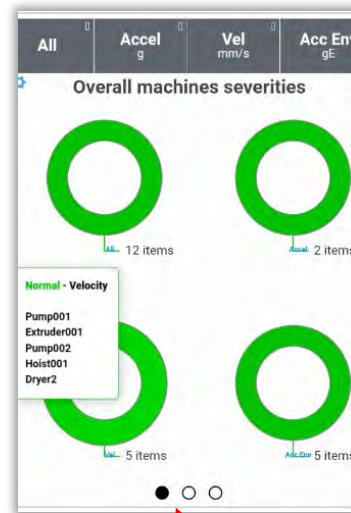 All
Accel
g
Vel
mm/s
Acc Env
gE
Overall machines severities
All 12 items
Accel 2 items
Normal - Velocity
Pump001
Extruder001
Pump002
Hoist001
Dryer2
Vel 5 items
Acc Env 5 items